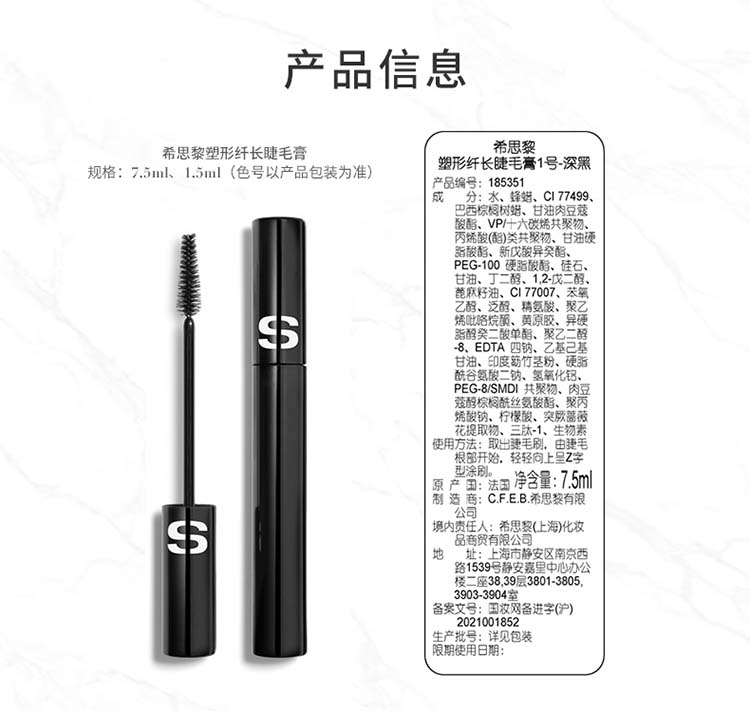 产品信息
希思黎塑形纤长睫毛膏
规格：7.5ml、1.5ml（色号以产品包装为准）
S
S
希思黎
塑形纤长睫毛膏1号-深黑
产品编号：185351
成 分：水、蜂蜡、CI 77499、
巴西棕榈树蜡、甘油肉豆蔻
酸酯、VP/十六碳烯共聚物、
丙烯酸(酯)类共聚物、甘油硬
脂酸酯、新戊酸异癸酯、
PEG-100 硬脂酸酯、硅石、
甘油、丁二醇、1,2-戊二醇、
蓖麻籽油、CI 77007、苯氧
乙醇、泛醇、精氨酸、聚乙
烯吡咯烷酮、黄原胶、异硬
脂醇癸二酸单酯、聚乙二醇
-8、EDTA 四钠、乙基己基
甘油、印度簕竹茎粉、硬脂
酰谷氨酸二钠、氢氧化铝、
PEG-8/SMDI 共聚物、肉豆
蔻醇棕榈酰丝氨酸酯、聚丙
烯酸钠、柠檬酸、突厥蔷薇
花提取物、三肽-1、生物素
使用方法：取出睫毛刷，由睫毛
根部开始，轻轻向上呈Z字
型涂刷。
原 产 国：法国 净含量：7.5ml
制 造 商：C.F.E.B.希思黎有限
公司
境内责任人：希思黎(上海)化妆
品商贸有限公司
地 址：上海市静安区南京西
路1539号静安嘉里中心办公
楼二座38,39层3801-3805,
3903-3904室
备案文号：国妆网备进字(沪)
2021001852
生产批号：详见包装
限期使用日期：